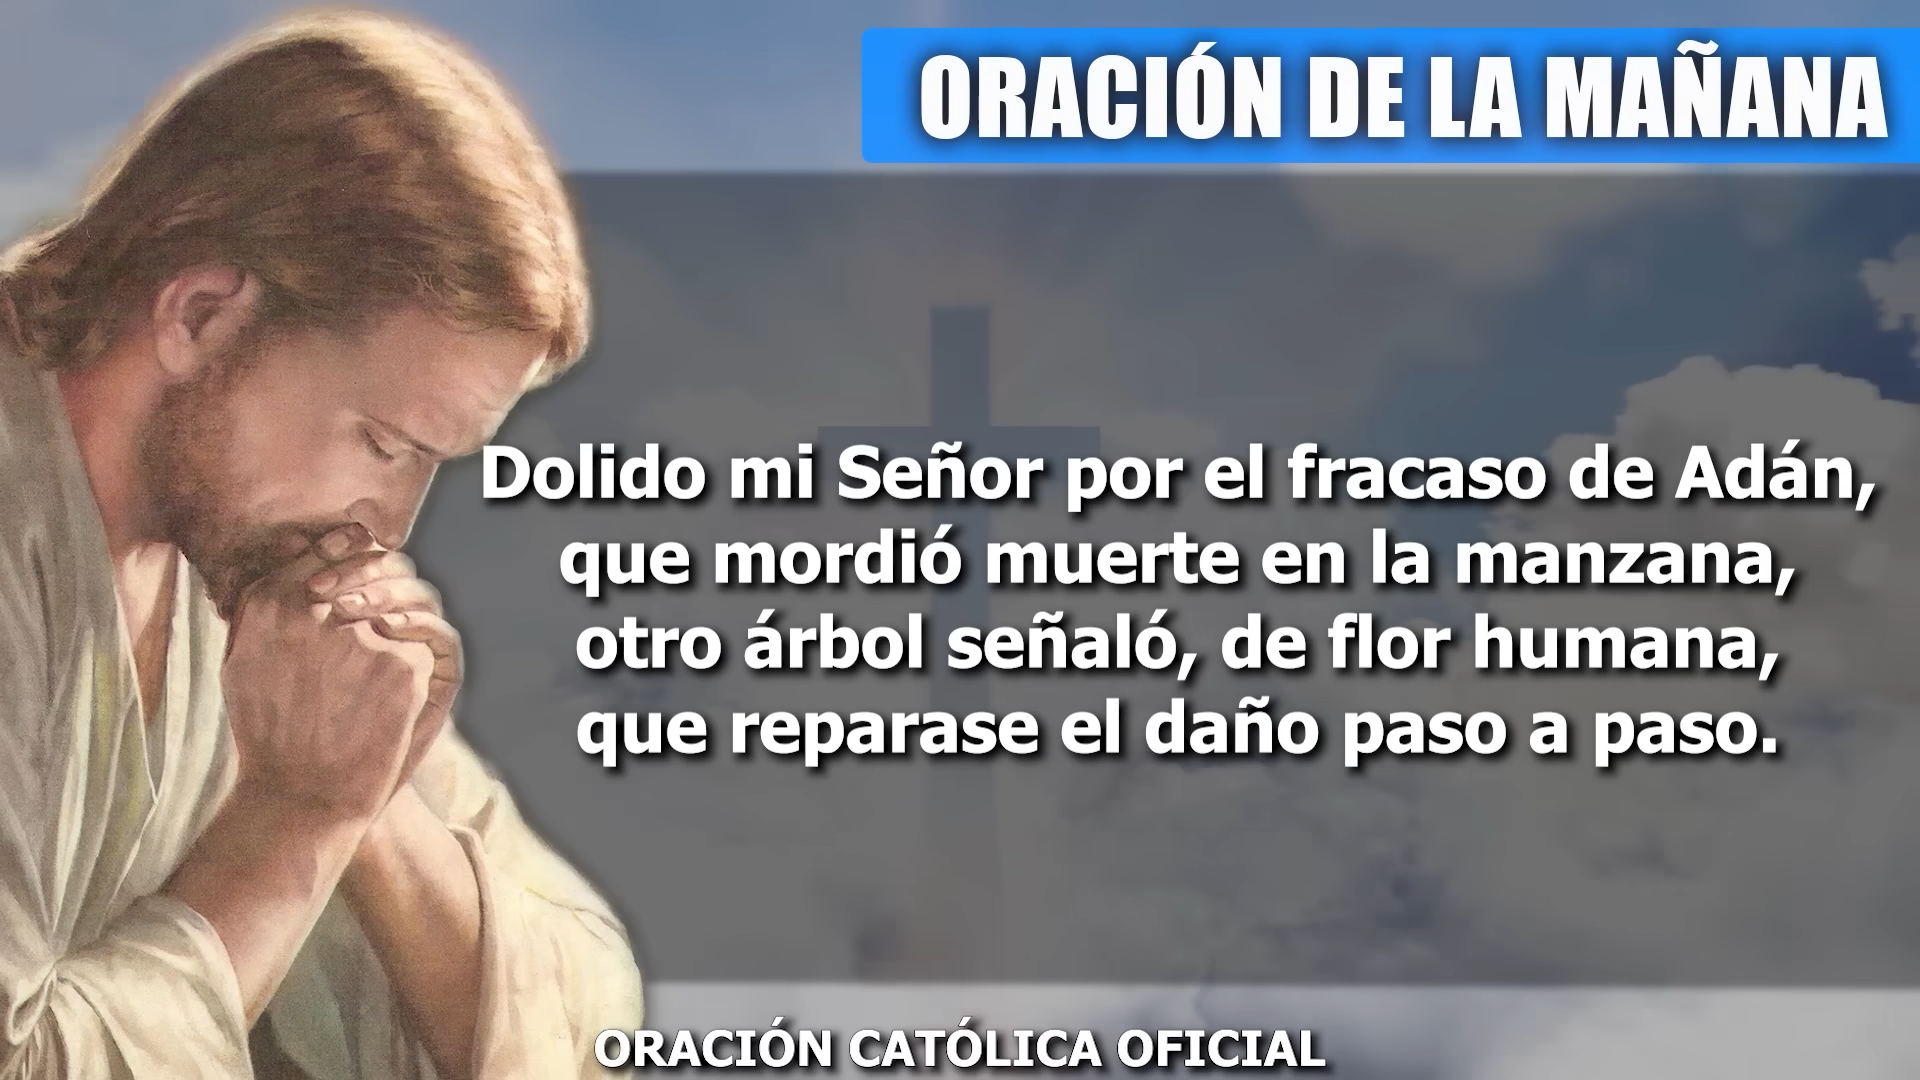 ORACIÓN DE LA MAÑANA
Dolido mi Señor por el fracaso de Adán,
que mordió muerte en la manzana,
otro árbol señaló, de flor humana,
que reparase el daño paso a paso.
ORACIÓN CATÓLICA OFICIAL